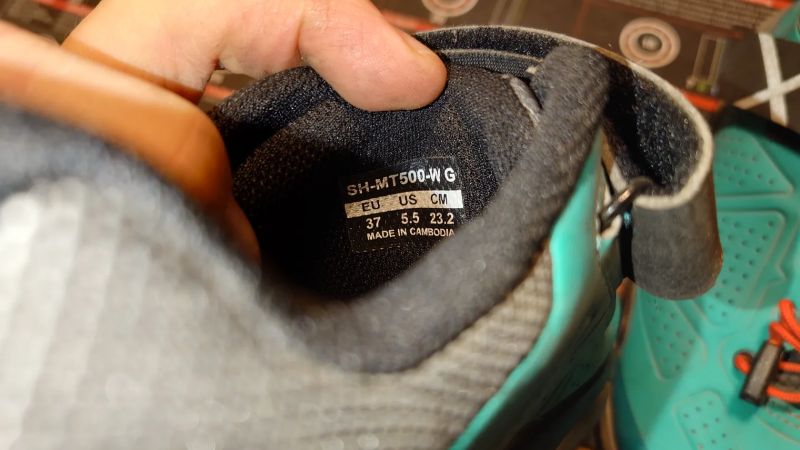 SH-MT500-W G
EU US CM
37 5.5 23.2
MADE IN CAMBODIA